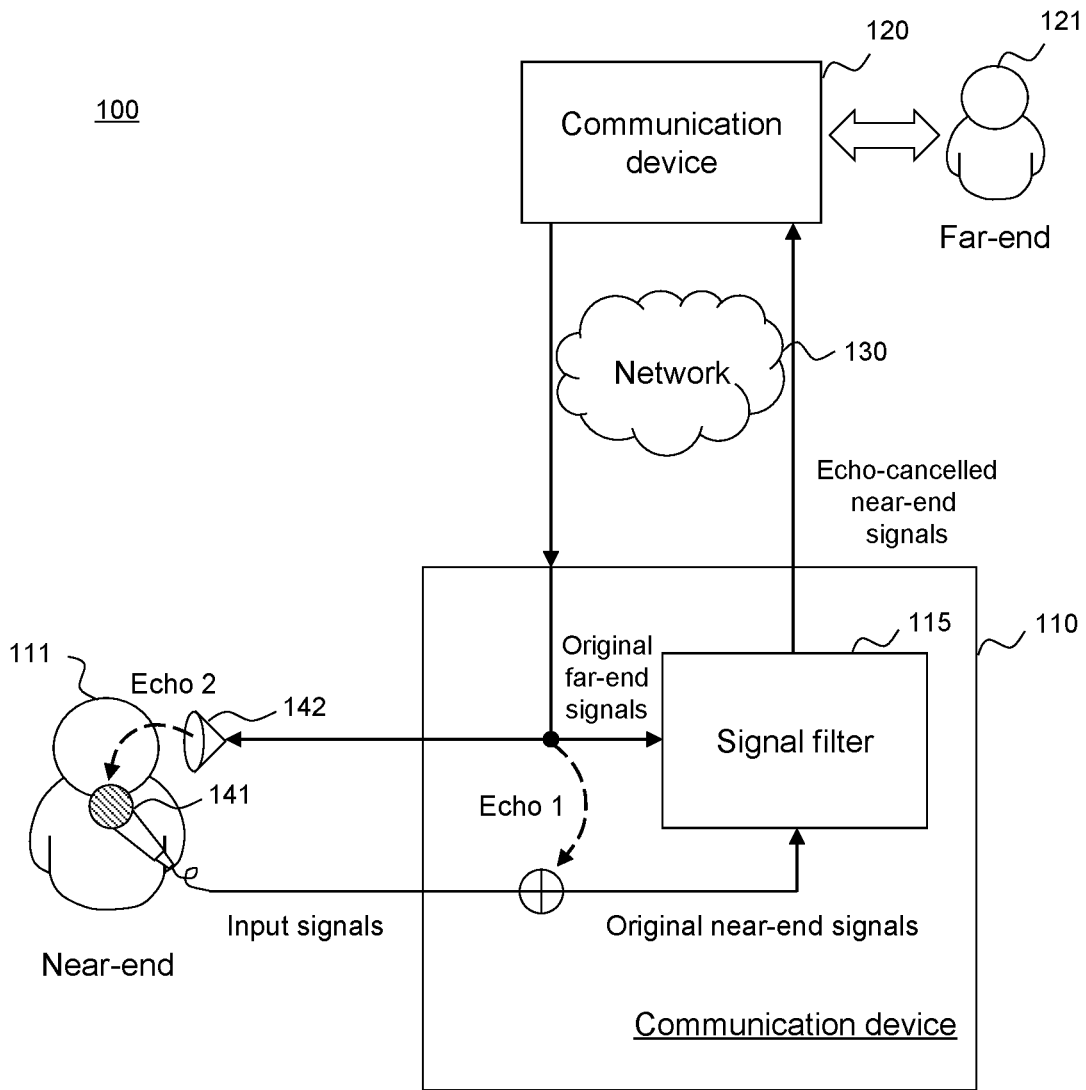 120
121
100
Communication
device
Far-end
Network
130
Echo-cancelled
near-end
signals
111
Echo 2
142
Original
far-end
signals
115
110
Signal filter
141
Echo 1
Input signals
Original near-end signals
Near-end
Communication device